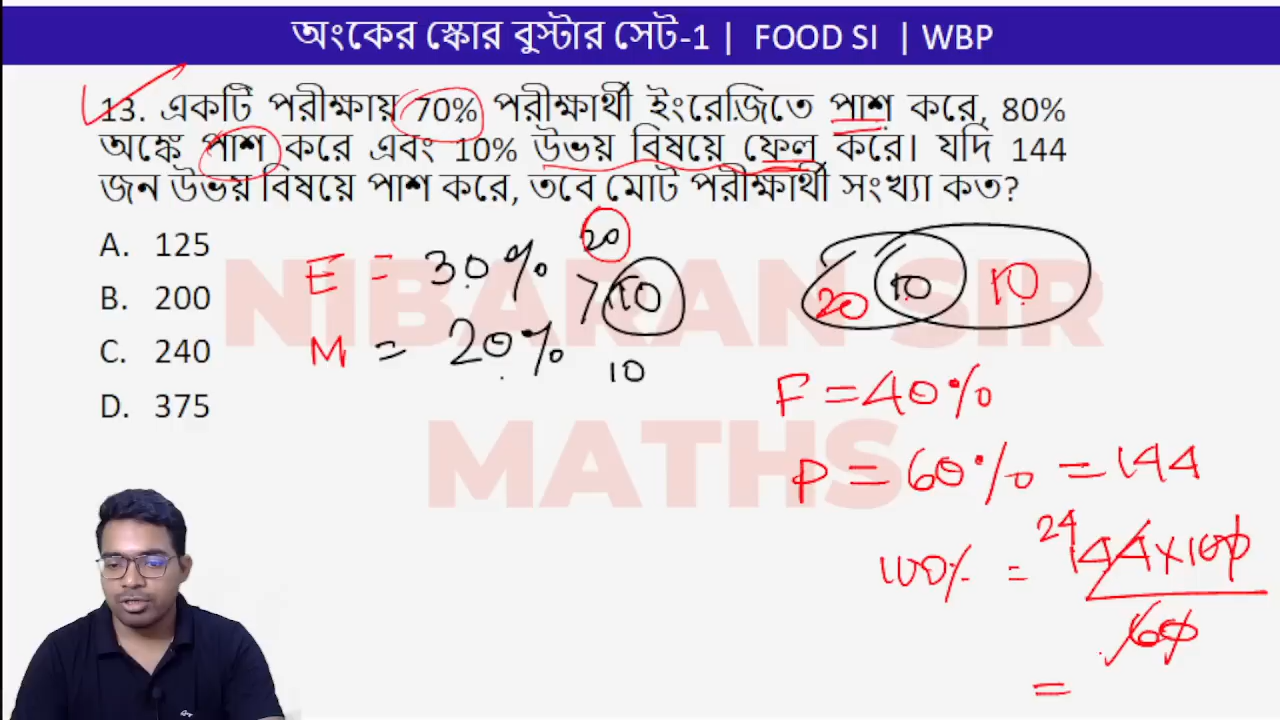 অংকের স্কোর বুস্টার সেট-1 | FOOD SI | WBP
13. একটি পরীক্ষায় 70% পরীক্ষার্থী ইংরেজিতে পাশ করে, 80%
অঙ্কে পাশ করে এবং 10% উভয় বিষয়ে ফেল করে। যদি 144
জন উভয় বিষয়ে পাশ করে, তবে মোট পরীক্ষার্থী সংখ্যা কত?
A. 125
B. 200
C. 240
D. 375
NIBARAN SIR
MATHS
E = 30%
M = 20%
20
10
10
20 10 10
F = 40%
P = 60% = 144
100% = 144×100
24
60
=